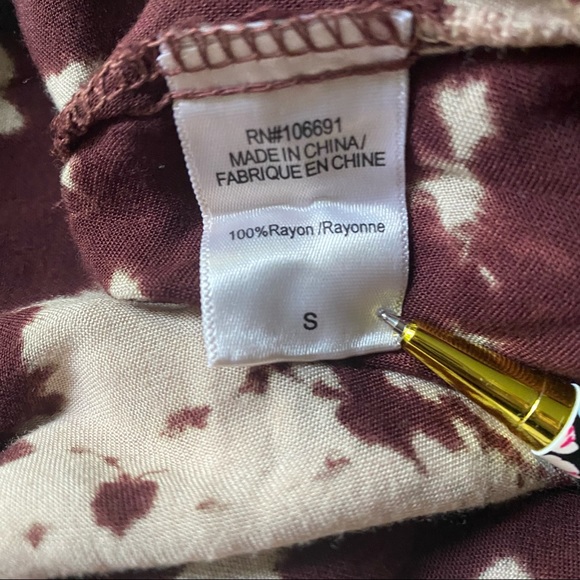 RN#106691
MADE IN CHINA/
FABRIQUE EN CHINE
100%Rayon /Rayonne
S